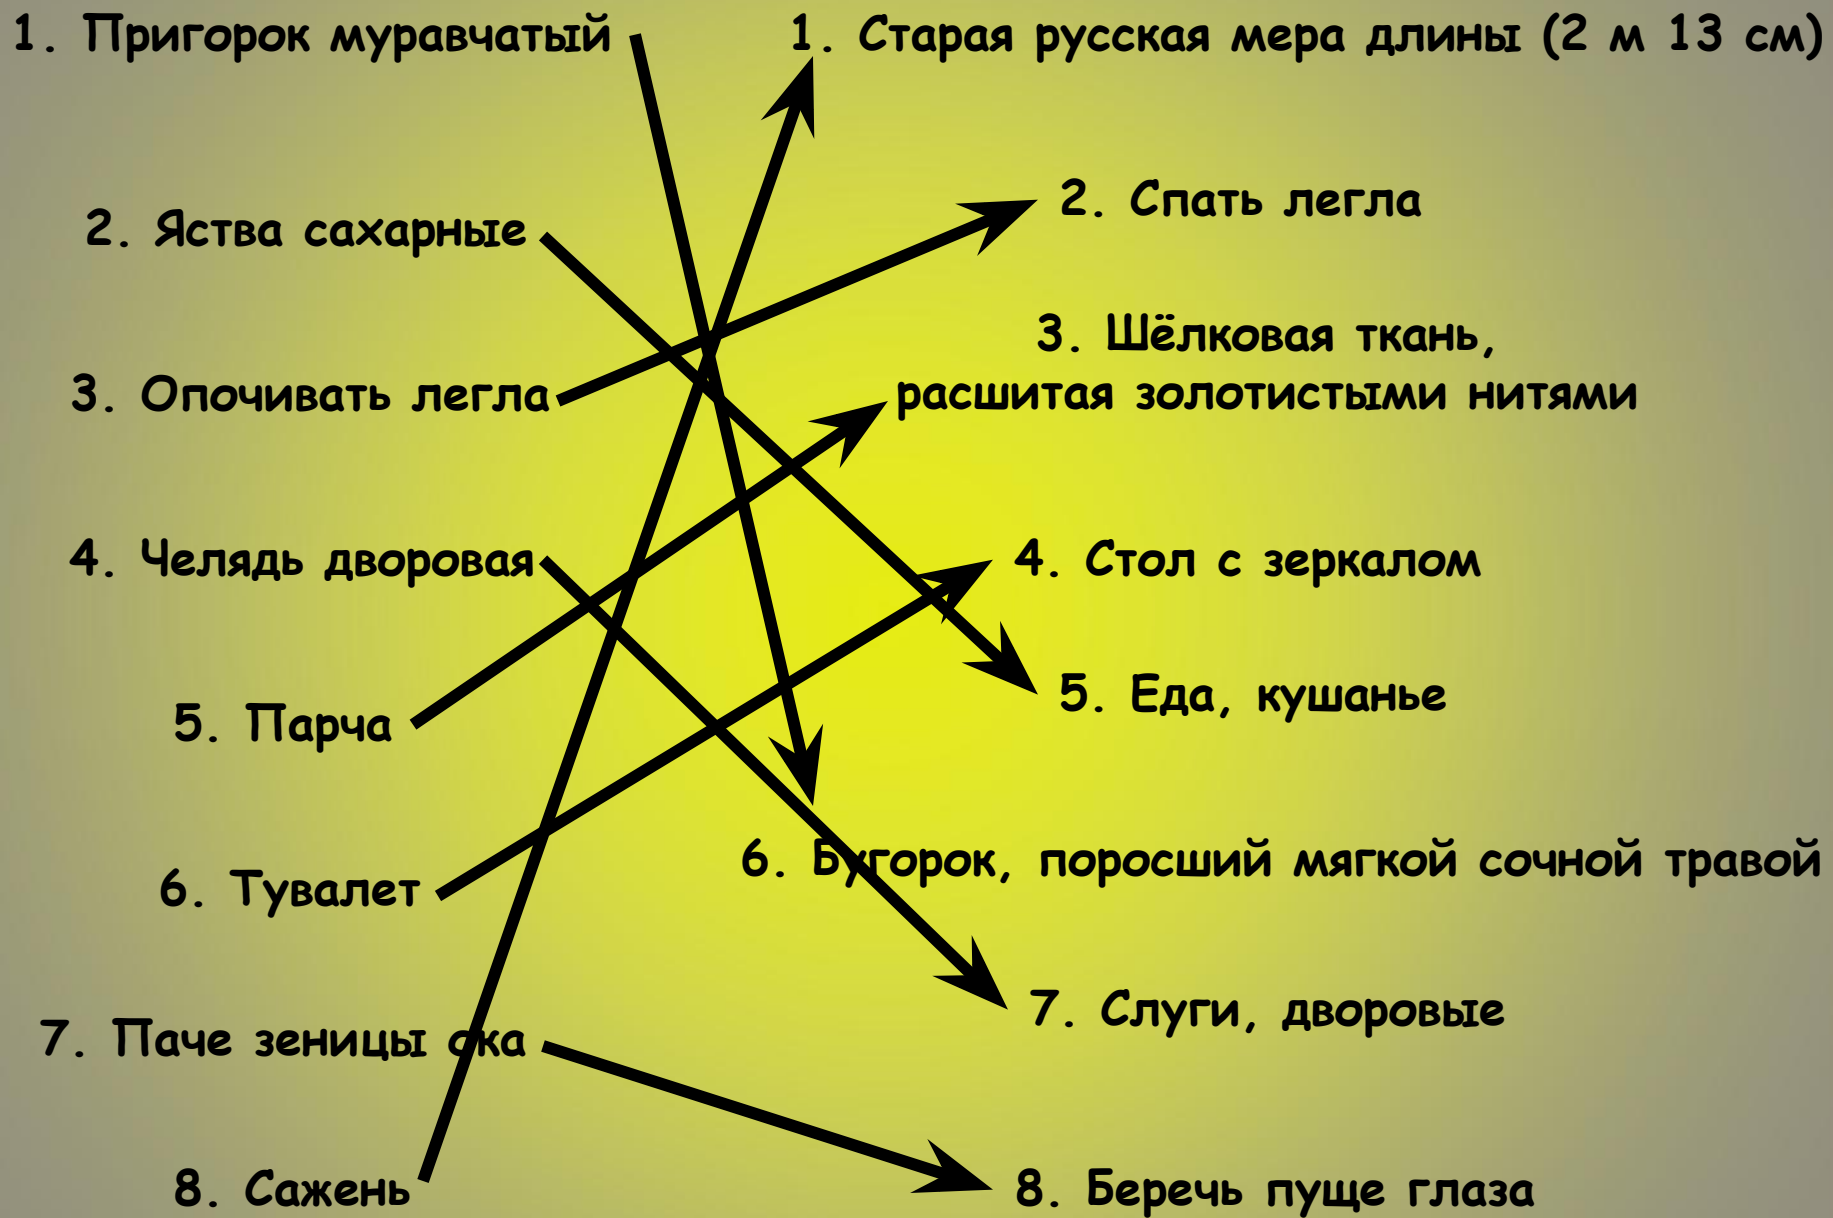 1. Пригорок муравчатый
2. Яства сахарные
3. Опочивать легла
4. Челядь дворовая
5. Парча
6. Тувалет
7. Паче зеницы ока
8. Сажень
1. Старая русская мера длины (2 м 13 см)
2. Спать легла
3. Шёлковая ткань,
расшитая золотистыми нитями
4. Стол с зеркалом
5. Еда, кушанье
6. Бугорок, поросший мягкой сочной травой
7. Слуги, дворовые
8. Беречь пуще глаза